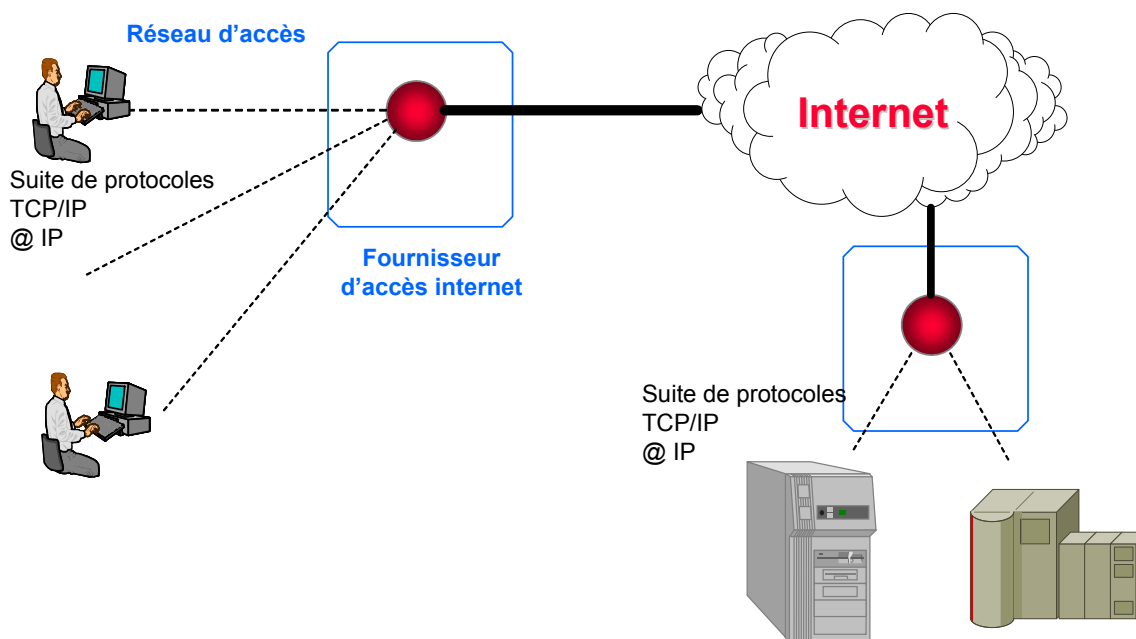 Réseau d’accès
Internet
Suite de protocoles
TCP/IP
@ IP
Fournisseur
d’accès internet
Suite de protocoles
TCP/IP
@ IP